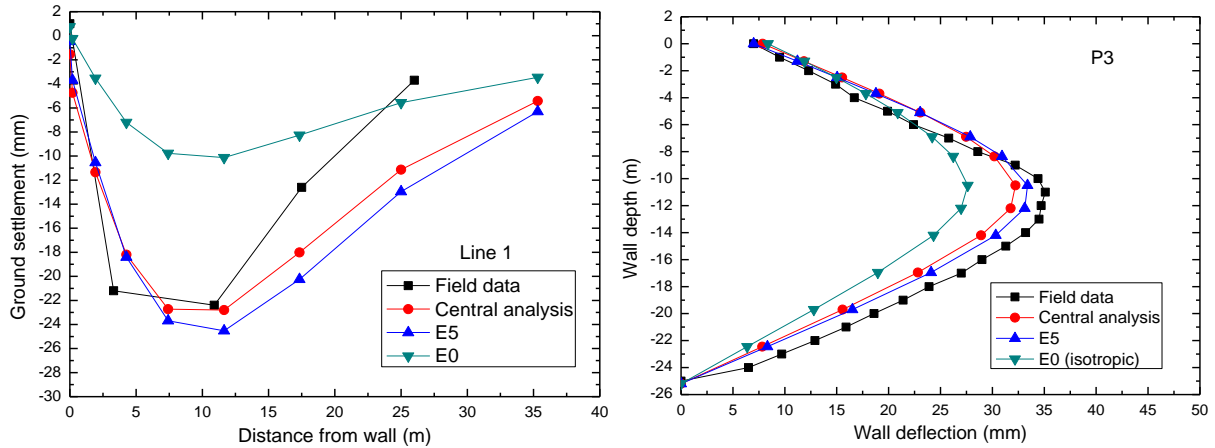 2
0
-2
-4
-6
-8
-10
-12
-14
-16
-18
-20
-22
-24
-26
-28
-30
Ground settlement (mm)
Line 1
Field data
Central analysis
E5
E0
0 5 10 15 20 25 30 35 40
Distance from wall (m)
2
0
-2
-4
-6
-8
-10
-12
-14
-16
-18
-20
-22
-24
-26
Wall depth (m)
P3
Field data
Central analysis
E5
E0 (isotropic)
0 5 10 15 20 25 30 35 40 45 50
Wall deflection (mm)